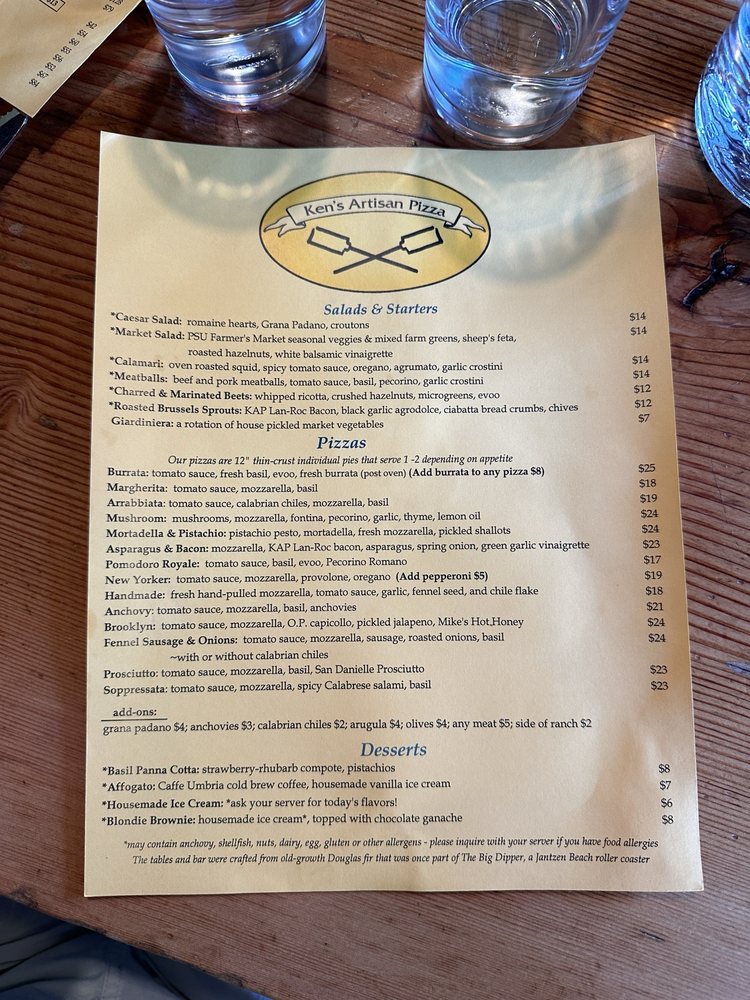 Ken's Artisan Pizza
Salads & Starters
*Caesar Salad: romaine hearts, Grana Padano, croutons $14
*Market Salad: PSU Farmer's Market seasonal veggies & mixed farm greens, sheep's feta, $14
roasted hazelnuts, white balsamic vinaigrette
*Calamari: oven roasted squid, spicy tomato sauce, oregano, agrumato, garlic crostini $14
*Meatballs: beef and pork meatballs, tomato sauce, basil, pecorino, garlic crostini $14
*Charred & Marinated Beets: whipped ricotta, crushed hazelnuts, microgreens, evoo $12
*Roasted Brussels Sprouts: KAP Lan-Roc Bacon, black garlic agrodolce, ciabatta bread crumbs, chives $12
Giardiniera: a rotation of house pickled market vegetables $7
Pizzas
Our pizzas are 12" thin-crust individual pies that serve 1 -2 depending on appetite
Burrata: tomato sauce, fresh basil, evoo, fresh burrata (post oven) (Add burrata to any pizza $8) $25
Margherita: tomato sauce, mozzarella, basil $18
Arrabbiata: tomato sauce, calabrian chiles, mozzarella, basil $19
Mushroom: mushrooms, mozzarella, fontina, pecorino, garlic, thyme, lemon oil $24
Mortadella & Pistachio: pistachio pesto, mortadella, fresh mozzarella, pickled shallots $24
Asparagus & Bacon: mozzarella, KAP Lan-Roc bacon, asparagus, spring onion, green garlic vinaigrette $23
Pomodoro Royale: tomato sauce, basil, evoo, Pecorino Romano $17
New Yorker: tomato sauce, mozzarella, provolone, oregano (Add pepperoni $5) $19
Handmade: fresh hand-pulled mozzarella, tomato sauce, garlic, fennel seed, and chile flake $18
Anchovy: tomato sauce, mozzarella, basil, anchovies $21
Brooklyn: tomato sauce, mozzarella, O.P. capicollo, pickled jalapeno, Mike's Hot Honey $24
Fennel Sausage & Onions: tomato sauce, mozzarella, sausage, roasted onions, basil $24
~with or without calabrian chiles
Prosciutto: tomato sauce, mozzarella, basil, San Danielle Prosciutto $23
Soppressata: tomato sauce, mozzarella, spicy Calabrese salami, basil $23
add-ons:
grana padano $4; anchovies $3; calabrian chiles $2; arugula $4; olives $4; any meat $5; side of ranch $2
Desserts
*Basil Panna Cotta: strawberry-rhubarb compote, pistachios $8
*Affogato: Caffe Umbria cold brew coffee, housemade vanilla ice cream $7
*Housemade Ice Cream: *ask your server for today's flavors! $6
*Blondie Brownie: housemade ice cream*, topped with chocolate ganache $8
*may contain anchovy, shellfish, nuts, dairy, egg, gluten or other allergens - please inquire with your server if you have food allergies
The tables and bar were crafted from old-growth Douglas fir that was once part of The Big Dipper, a Jantzen Beach roller coaster